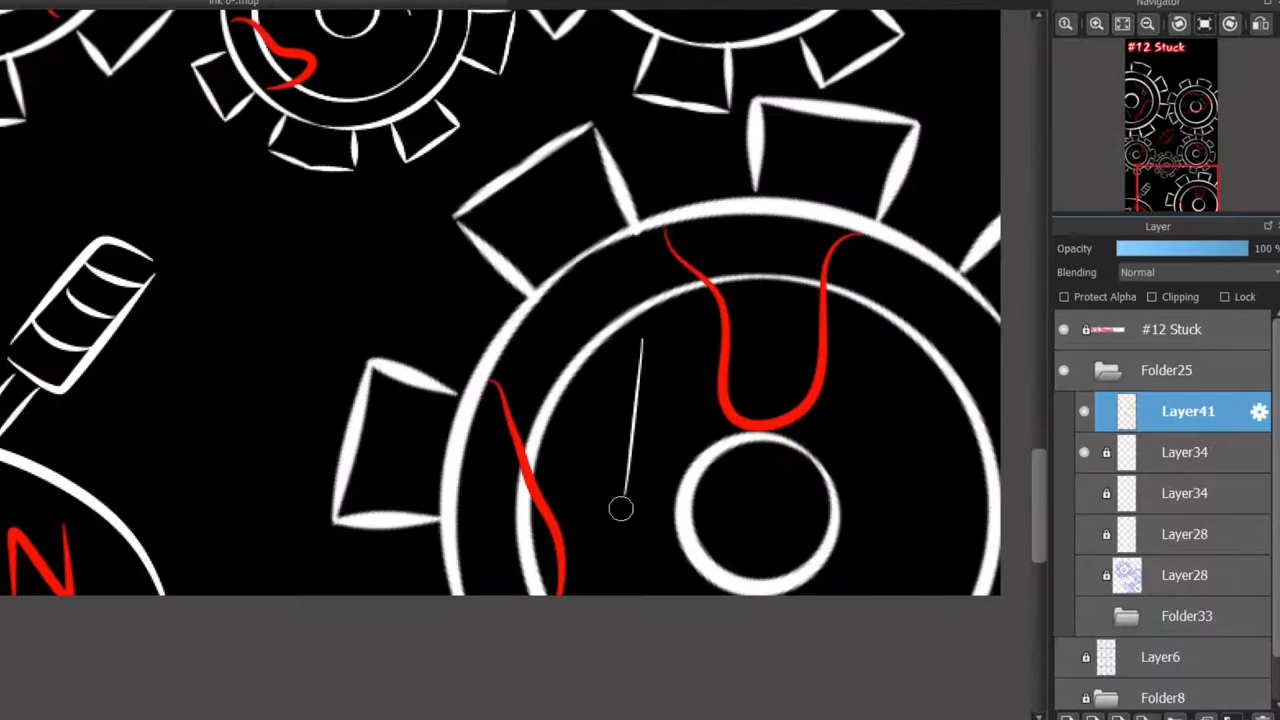 Navigator
#12 Stuck
Layer
Opacity 100 %
Blending Normal
Protect Alpha Clipping Lock
#12 Stuck
Folder25
Layer41
Layer34
Layer34
Layer28
Layer28
Folder33
Layer6
Folder8
N